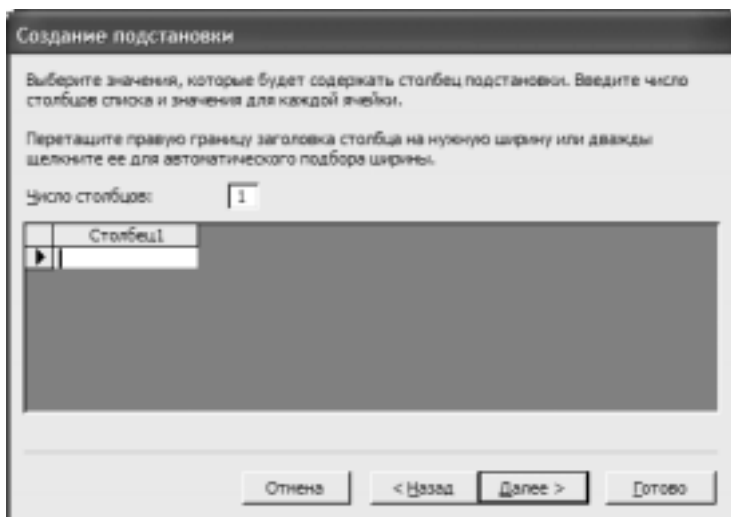 Создание подстановки
Выберите значения, которые будет содержать столбец подстановки. Введите число
столбцов списка и значения для каждой ячейки.
Перетащите правую границу заголовка столбца на нужную ширину или дважды
щелкните ее для автоматического подбора ширины.
Число столбцов: 1
Столбец1
Отмена < Назад Далее > Готово